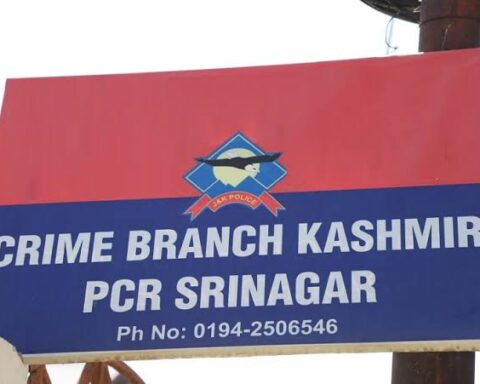 J&K POLICE
CRIME BRANCH KASHMIR
PCR SRINAGAR
Ph No: 0194-2506546